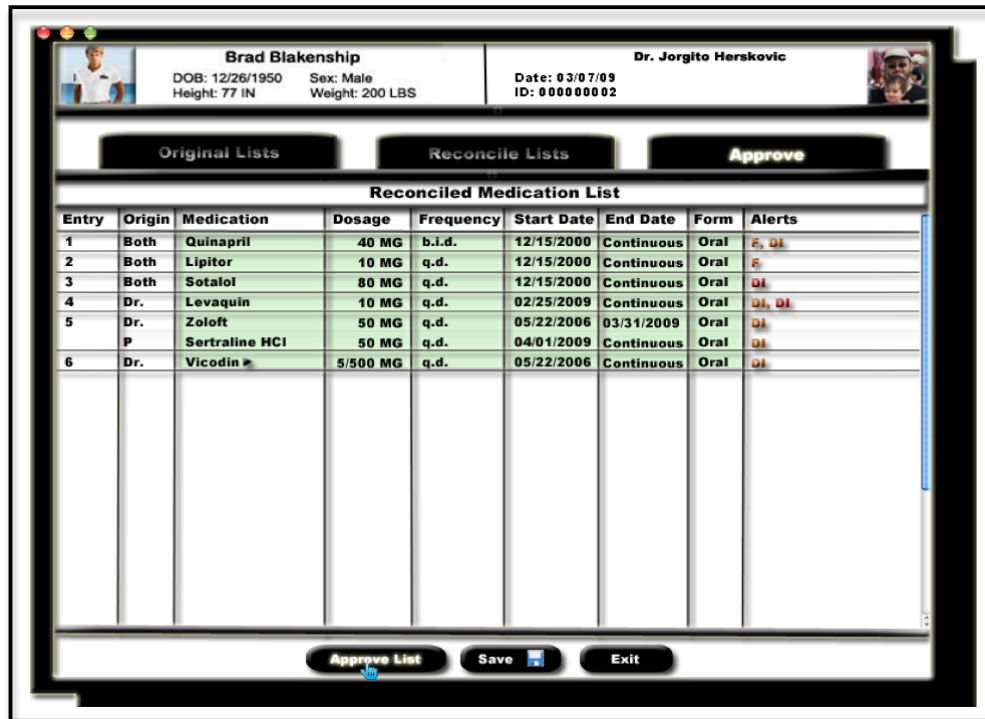 Brad Blakenship
DOB: 12/26/1950 Sex: Male
Height: 77 IN Weight: 200 LBS
Dr. Jorgito Herskovic
Date: 03/07/09
ID: 000000002
Original Lists Reconcile Lists Approve
Reconciled Medication List
Entry Origin Medication Dosage Frequency Start Date End Date Form Alerts
1 Both Quinapril 40 MG b.i.d. 12/15/2000 Continuous Oral F, DI
2 Both Lipitor 10 MG q.d. 12/15/2000 Continuous Oral F
3 Both Sotalol 80 MG q.d. 12/15/2000 Continuous Oral DI
4 Dr. Levaquin 10 MG q.d. 02/25/2009 Continuous Oral DI, DI
5 Dr. Zoloft 50 MG q.d. 05/22/2006 03/31/2009 Oral DI
P Sertraline HCl 50 MG q.d. 04/01/2009 Continuous Oral DI
6 Dr. Vicodin 5/500 MG q.d. 05/22/2006 Continuous Oral DI
Approve List Save Exit